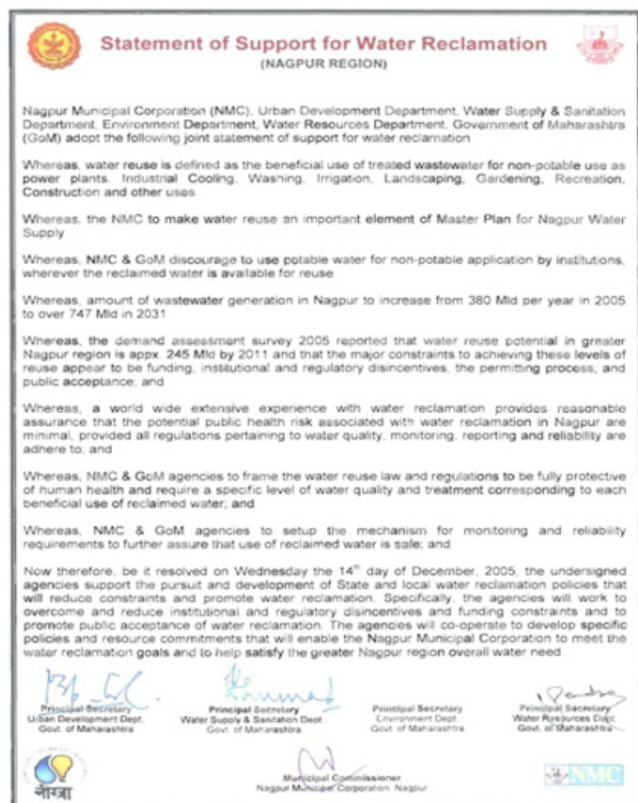 Statement of Support for Water Reclamation
(NAGPUR REGION)
Nagpur Municipal Corporation (NMC), Urban Development Department, Water Supply & Sanitation
Department, Environment Department, Water Resources Department, Government of Maharashtra
(GoM) adopt the following joint statement of support for water reclamation
Whereas, water reuse is defined as the beneficial use of treated wastewater for non-potable use as
power plants, Industrial Cooling, Washing, Irrigation, Landscaping, Gardening, Recreation,
Construction and other uses
Whereas, the NMC to make water reuse an important element of Master Plan for Nagpur Water
Supply
Whereas, NMC & GoM discourage to use potable water for non-potable application by institutions,
wherever the reclaimed water is available for reuse
Whereas, amount of wastewater generation in Nagpur to increase from 380 Mld per year in 2005
to over 747 Mld in 2031
Whereas, the demand assessment survey 2005 reported that water reuse potential in greater
Nagpur region is appx. 245 Mld by 2011 and that the major constraints to achieving these levels of
reuse appear to be funding, institutional and regulatory disincentives, the permitting process, and
public acceptance; and
Whereas, a world wide extensive experience with water reclamation provides reasonable
assurance that the potential public health risk associated with water reclamation in Nagpur are
minimal, provided all regulations pertaining to water quality, monitoring, reporting and reliability are
adhere to; and
Whereas, NMC & GoM agencies to frame the water reuse law and regulations to be fully protective
of human health and require a specific level of water quality and treatment corresponding to each
beneficial use of reclaimed water; and
Whereas, NMC & GoM agencies to setup the mechanism for monitoring and reliability
requirements to further assure that use of reclaimed water is safe; and
Now therefore, be it resolved on Wednesday the 14th day of December, 2005, the undersigned
agencies support the pursuit and development of State and local water reclamation policies that
will reduce constraints and promote water reclamation. Specifically, the agencies will work to
overcome and reduce institutional and regulatory disincentives and funding constraints and to
promote public acceptance of water reclamation. The agencies will co-operate to develop specific
policies and resource commitments that will enable the Nagpur Municipal Corporation to meet the
water reclamation goals and to help satisfy the greater Nagpur region overall water need.
Principal Secretary Principal Secretary Principal Secretary Principal Secretary
Urban Development Dept. Water Supply & Sanitation Dept. Environment Dept. Water Resources Dept.
Govt. of Maharashtra Govt. of Maharashtra Govt. of Maharashtra Govt. of Maharashtra
Municipal Commissioner
Nagpur Municipal Corporation, Nagpur
नीरजा
NMC